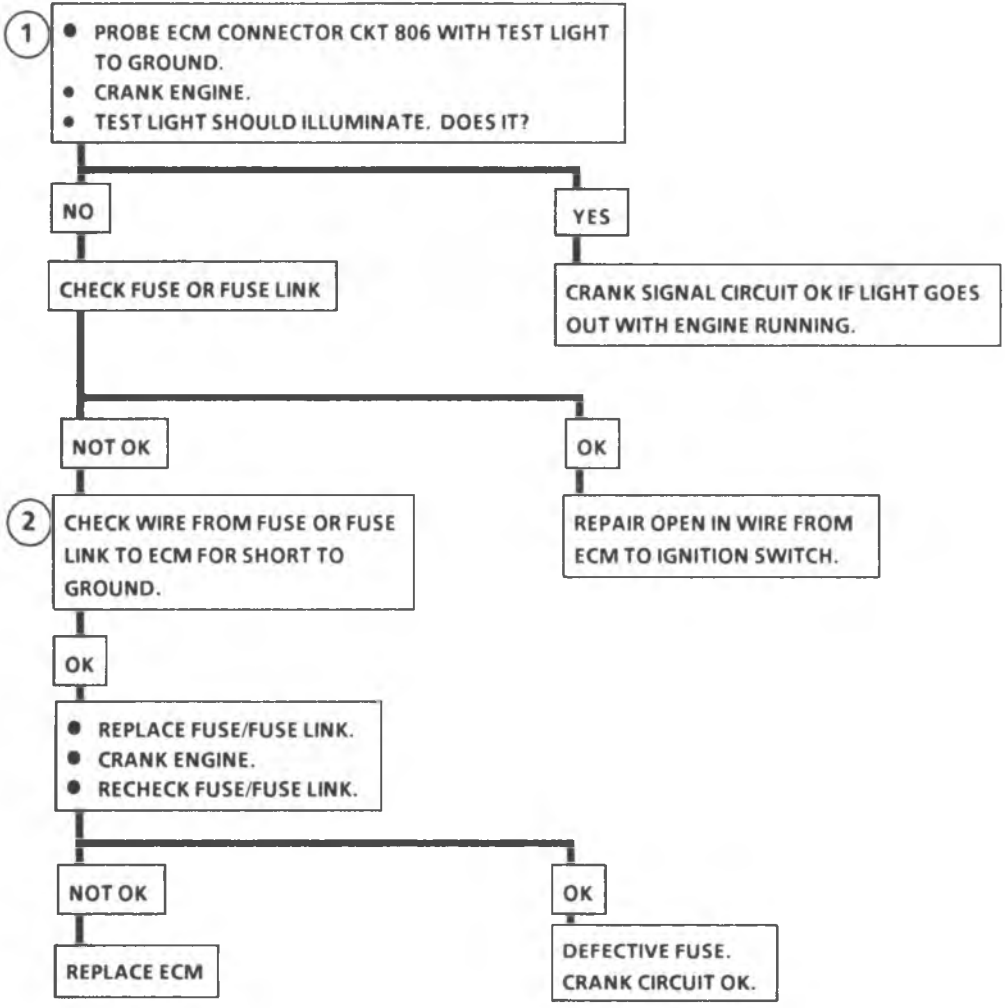 1
● PROBE ECM CONNECTOR CKT 806 WITH TEST LIGHT
TO GROUND.
● CRANK ENGINE.
● TEST LIGHT SHOULD ILLUMINATE. DOES IT?
NO
YES
CHECK FUSE OR FUSE LINK
CRANK SIGNAL CIRCUIT OK IF LIGHT GOES
OUT WITH ENGINE RUNNING.
NOT OK
OK
2
CHECK WIRE FROM FUSE OR FUSE
LINK TO ECM FOR SHORT TO
GROUND.
REPAIR OPEN IN WIRE FROM
ECM TO IGNITION SWITCH.
OK
● REPLACE FUSE/FUSE LINK.
● CRANK ENGINE.
● RECHECK FUSE/FUSE LINK.
NOT OK
OK
REPLACE ECM
DEFECTIVE FUSE.
CRANK CIRCUIT OK.